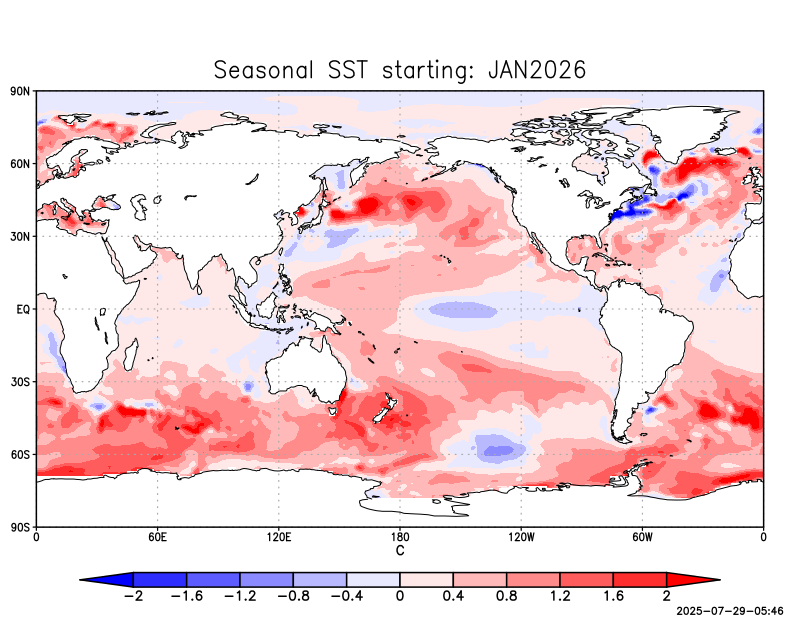 Seasonal SST starting: JAN2026
90N
60N
30N
EQ
30S
60S
90S
0 60E 120E 180 120W 60W 0
C
−2 −1.6 −1.2 −0.8 −0.4 0 0.4 0.8 1.2 1.6 2
2025-07-29-05:46